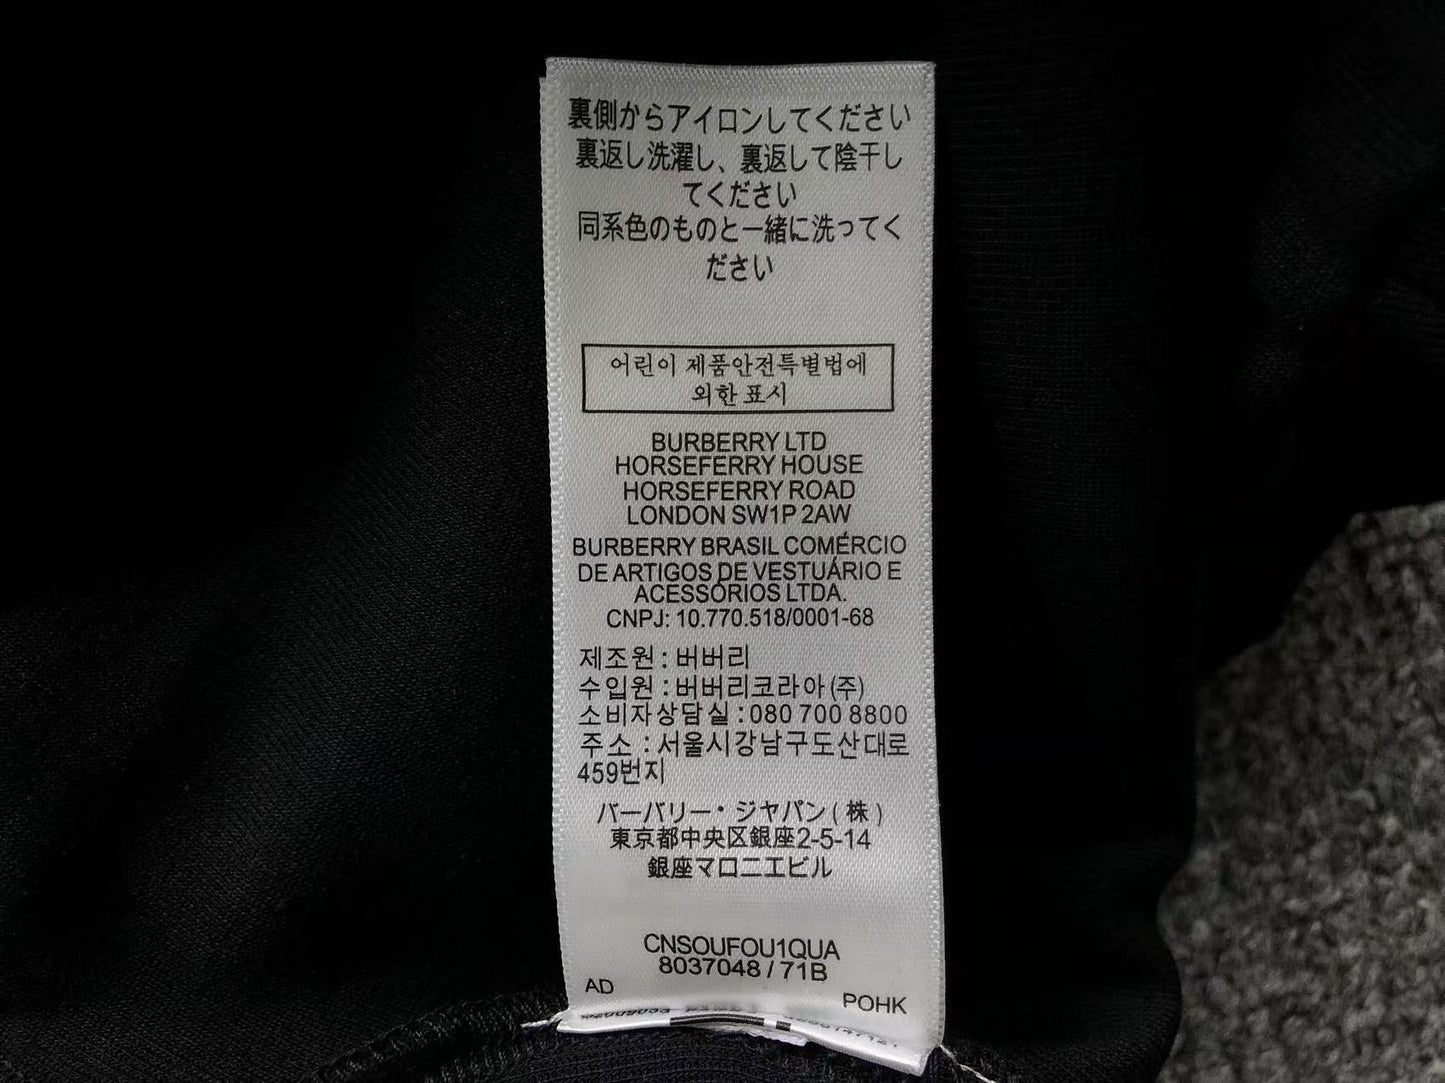 裏側からアイロンしてください
裏返し洗濯し、裏返して陰干し
てください
同系色のものと一緒に洗ってく
ださい
어린이 제품안전특별법에
의한 표시
BURBERRY LTD
HORSEFERRY HOUSE
HORSEFERRY ROAD
LONDON SW1P 2AW
BURBERRY BRASIL COMÉRCIO
DE ARTIGOS DE VESTUÁRIO E
ACESSÓRIOS LTDA.
CNPJ: 10.770.518/0001-68
제조원 : 버버리
수입원 : 버버리코리아 (주)
소비자상담실 : 080 700 8800
주소 : 서울시강남구도산대로
459번지
バーバリー・ジャパン ( 株 )
東京都中央区銀座2-5-14
銀座マロニエビル
CNSOUFOU1QUA
8037048 / 71B
AD
POHK